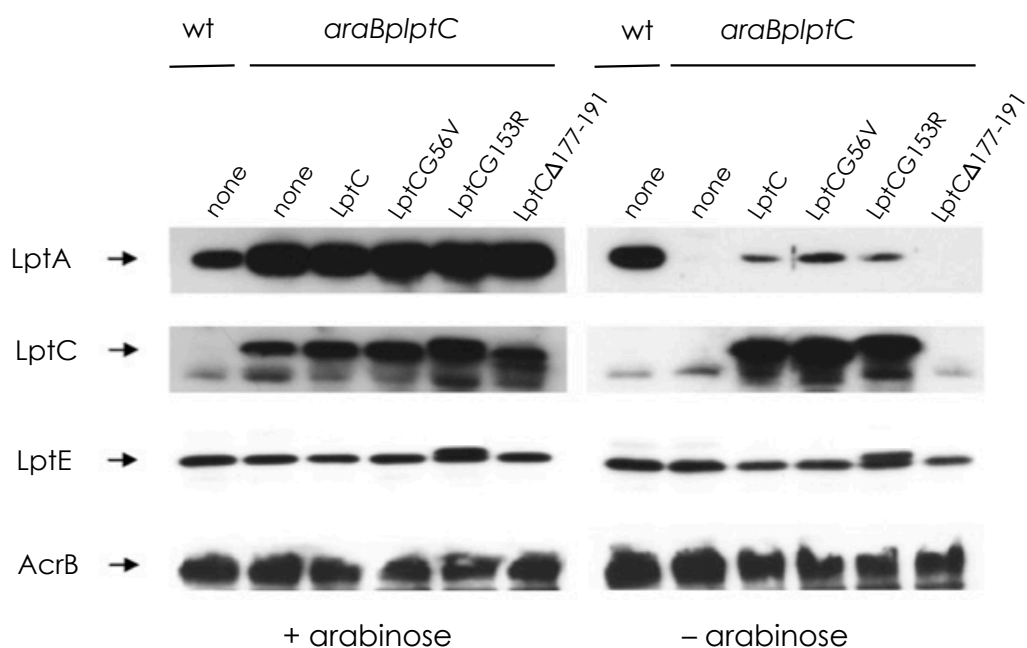 wt araBplptC wt araBplptC
none none LptC LptCG56V LptCG153R LptCΔ177-191 none none LptC LptCG56V LptCG153R LptCΔ177-191
LptA
LptC
LptE
AcrB
+ arabinose – arabinose